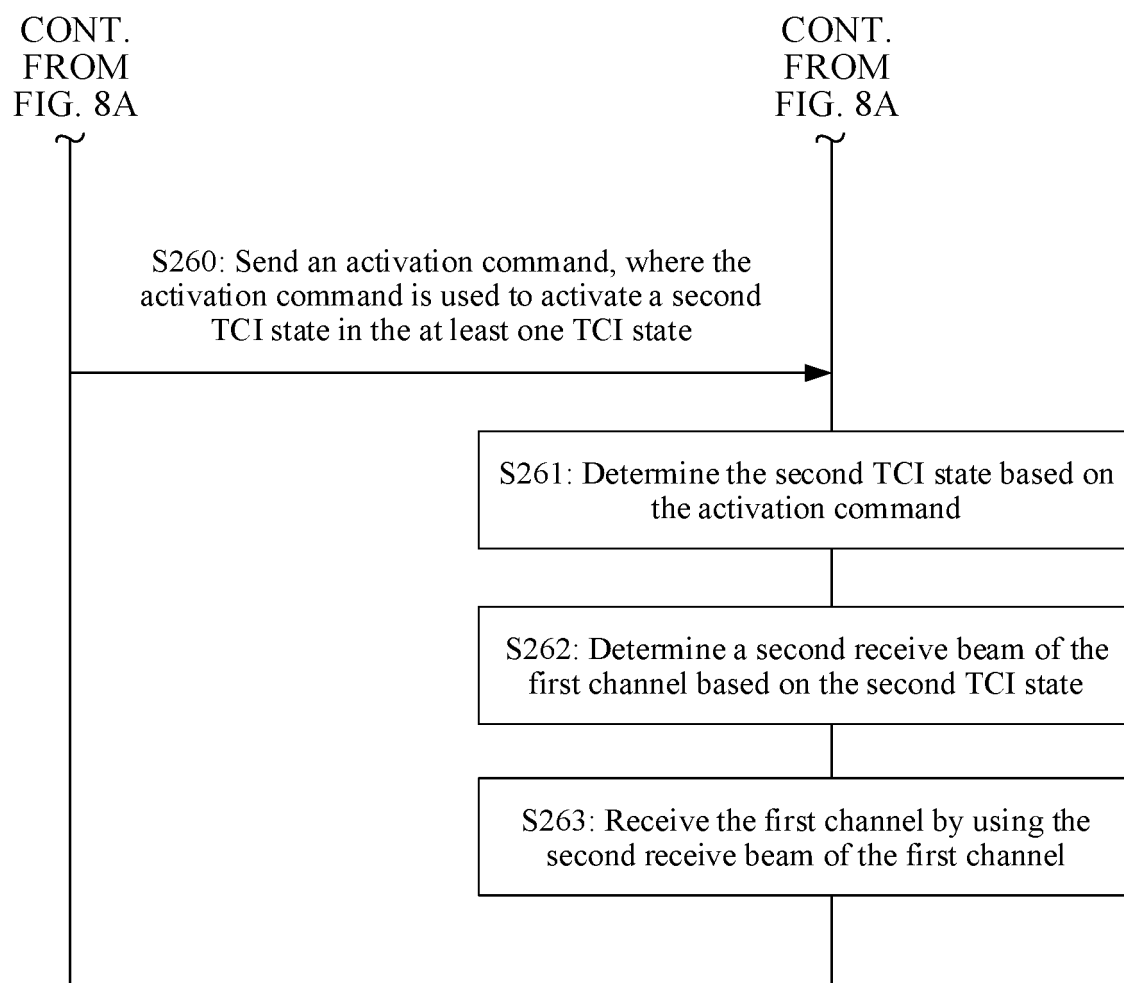 CONT.
FROM
FIG. 8A
CONT.
FROM
FIG. 8A
S260: Send an activation command, where the
activation command is used to activate a second
TCI state in the at least one TCI state
S261: Determine the second TCI state based on
the activation command
S262: Determine a second receive beam of the
first channel based on the second TCI state
S263: Receive the first channel by using the
second receive beam of the first channel